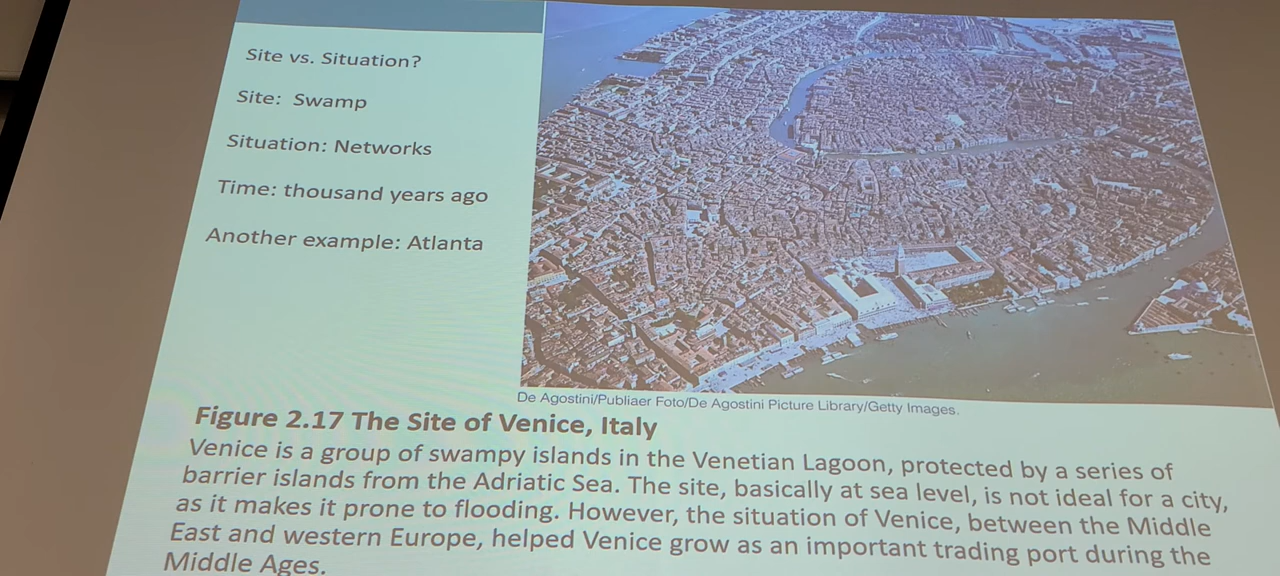 Site vs. Situation?
Site: Swamp
Situation: Networks
Time: thousand years ago
Another example: Atlanta
De Agostini/Publiaer Foto/De Agostini Picture Library/Getty Images.
Figure 2.17 The Site of Venice, Italy
Venice is a group of swampy islands in the Venetian Lagoon, protected by a series of
barrier islands from the Adriatic Sea. The site, basically at sea level, is not ideal for a city,
as it makes it prone to flooding. However, the situation of Venice, between the Middle
East and western Europe, helped Venice grow as an important trading port during the
Middle Ages.